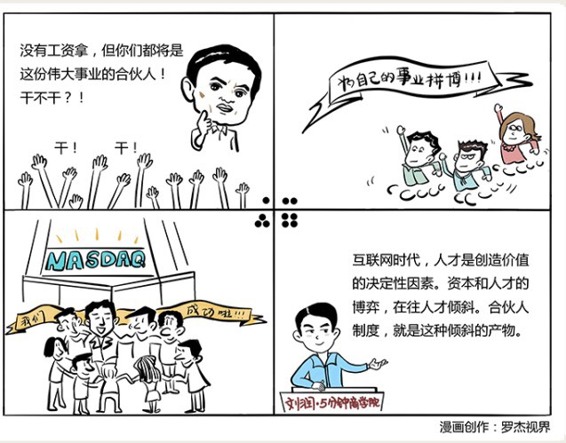 没有工资拿，但你们都将是
这份伟大事业的合伙人！
干不干？！
干！
干！
为自己的事业拼博!!!
NASDAQ
我们
成功啦!!!
互联网时代，人才是创造价值
的决定性因素。资本和人才的
博弈，在往人才倾斜。合伙人
制度，就是这种倾斜的产物。
刘润·5分钟商学院
漫画创作：罗杰视界